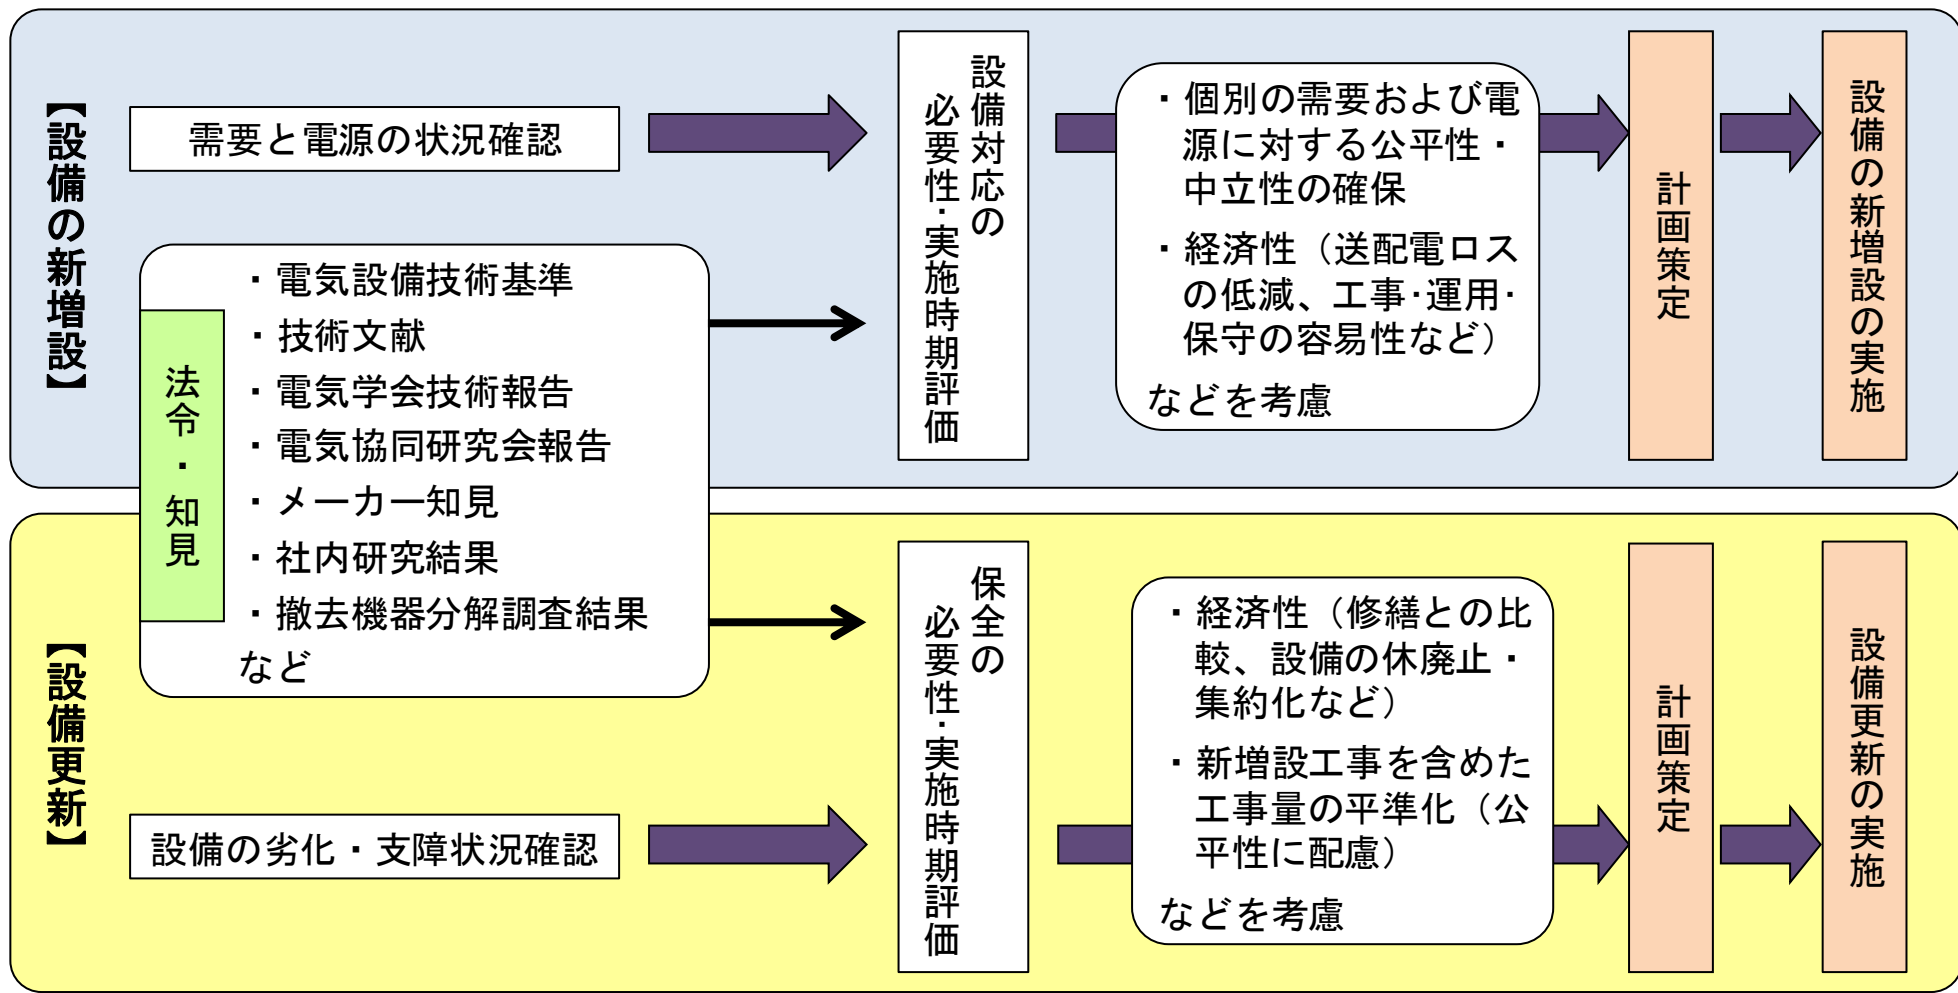 【設備の新増設】
需要と電源の状況確認
設備対応の
必要性・実施時期評価
・個別の需要および電
源に対する公平性・
中立性の確保
・経済性（送配電ロス
の低減、工事・運用・
保守の容易性など）
などを考慮
計画策定
設備の新増設の実施
法令・知見
・電気設備技術基準
・技術文献
・電気学会技術報告
・電気協同研究会報告
・メーカー知見
・社内研究結果
・撤去機器分解調査結果
など
【設備更新】
設備の劣化・支障状況確認
保全の
必要性・実施時期評価
・経済性（修繕との比
較、設備の休廃止・
集約化など）
・新増設工事を含めた
工事量の平準化（公
平性に配慮）
などを考慮
計画策定
設備更新の実施